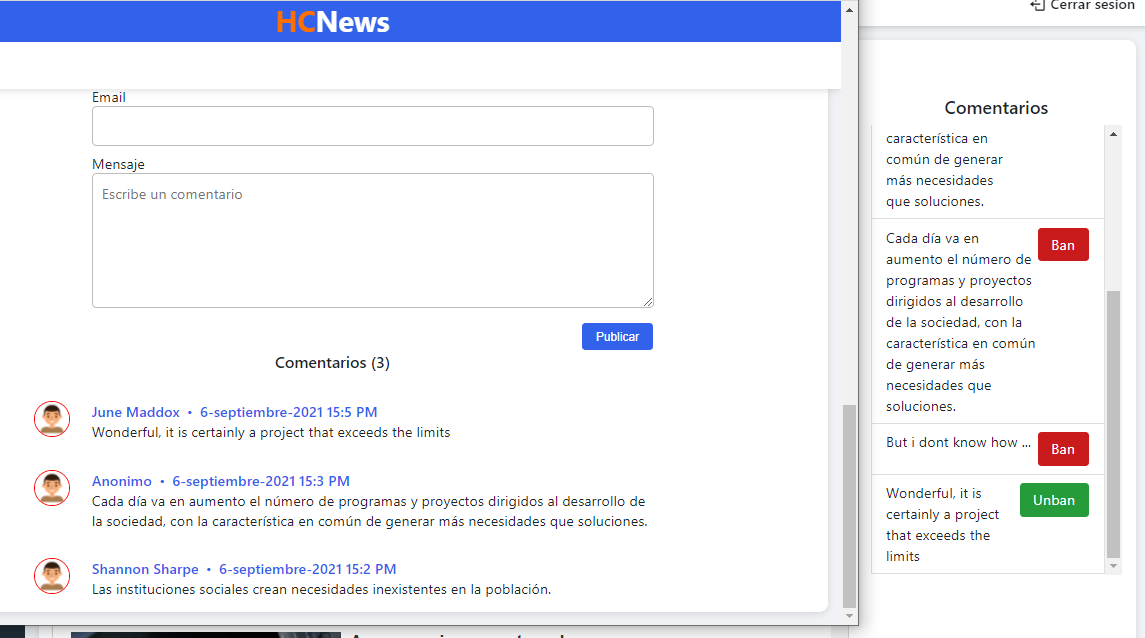 HCNews
Email
Mensaje
Escribe un comentario
Publicar
Comentarios (3)
June Maddox • 6-septiembre-2021 15:5 PM
Wonderful, it is certainly a project that exceeds the limits
Anonimo • 6-septiembre-2021 15:3 PM
Cada día va en aumento el número de programas y proyectos dirigidos al desarrollo de
la sociedad, con la característica en común de generar más necesidades que soluciones.
Shannon Sharpe • 6-septiembre-2021 15:2 PM
Las instituciones sociales crean necesidades inexistentes en la población.
Cerrar sesion
Comentarios
característica en
común de generar
más necesidades
que soluciones.
Cada día va en
aumento el número de
programas y proyectos
dirigidos al desarrollo
de la sociedad, con la
característica en común
de generar más
necesidades que
soluciones.
Ban
But i dont know how ...
Ban
Wonderful, it is
certainly a project
that exceeds the
limits
Unban